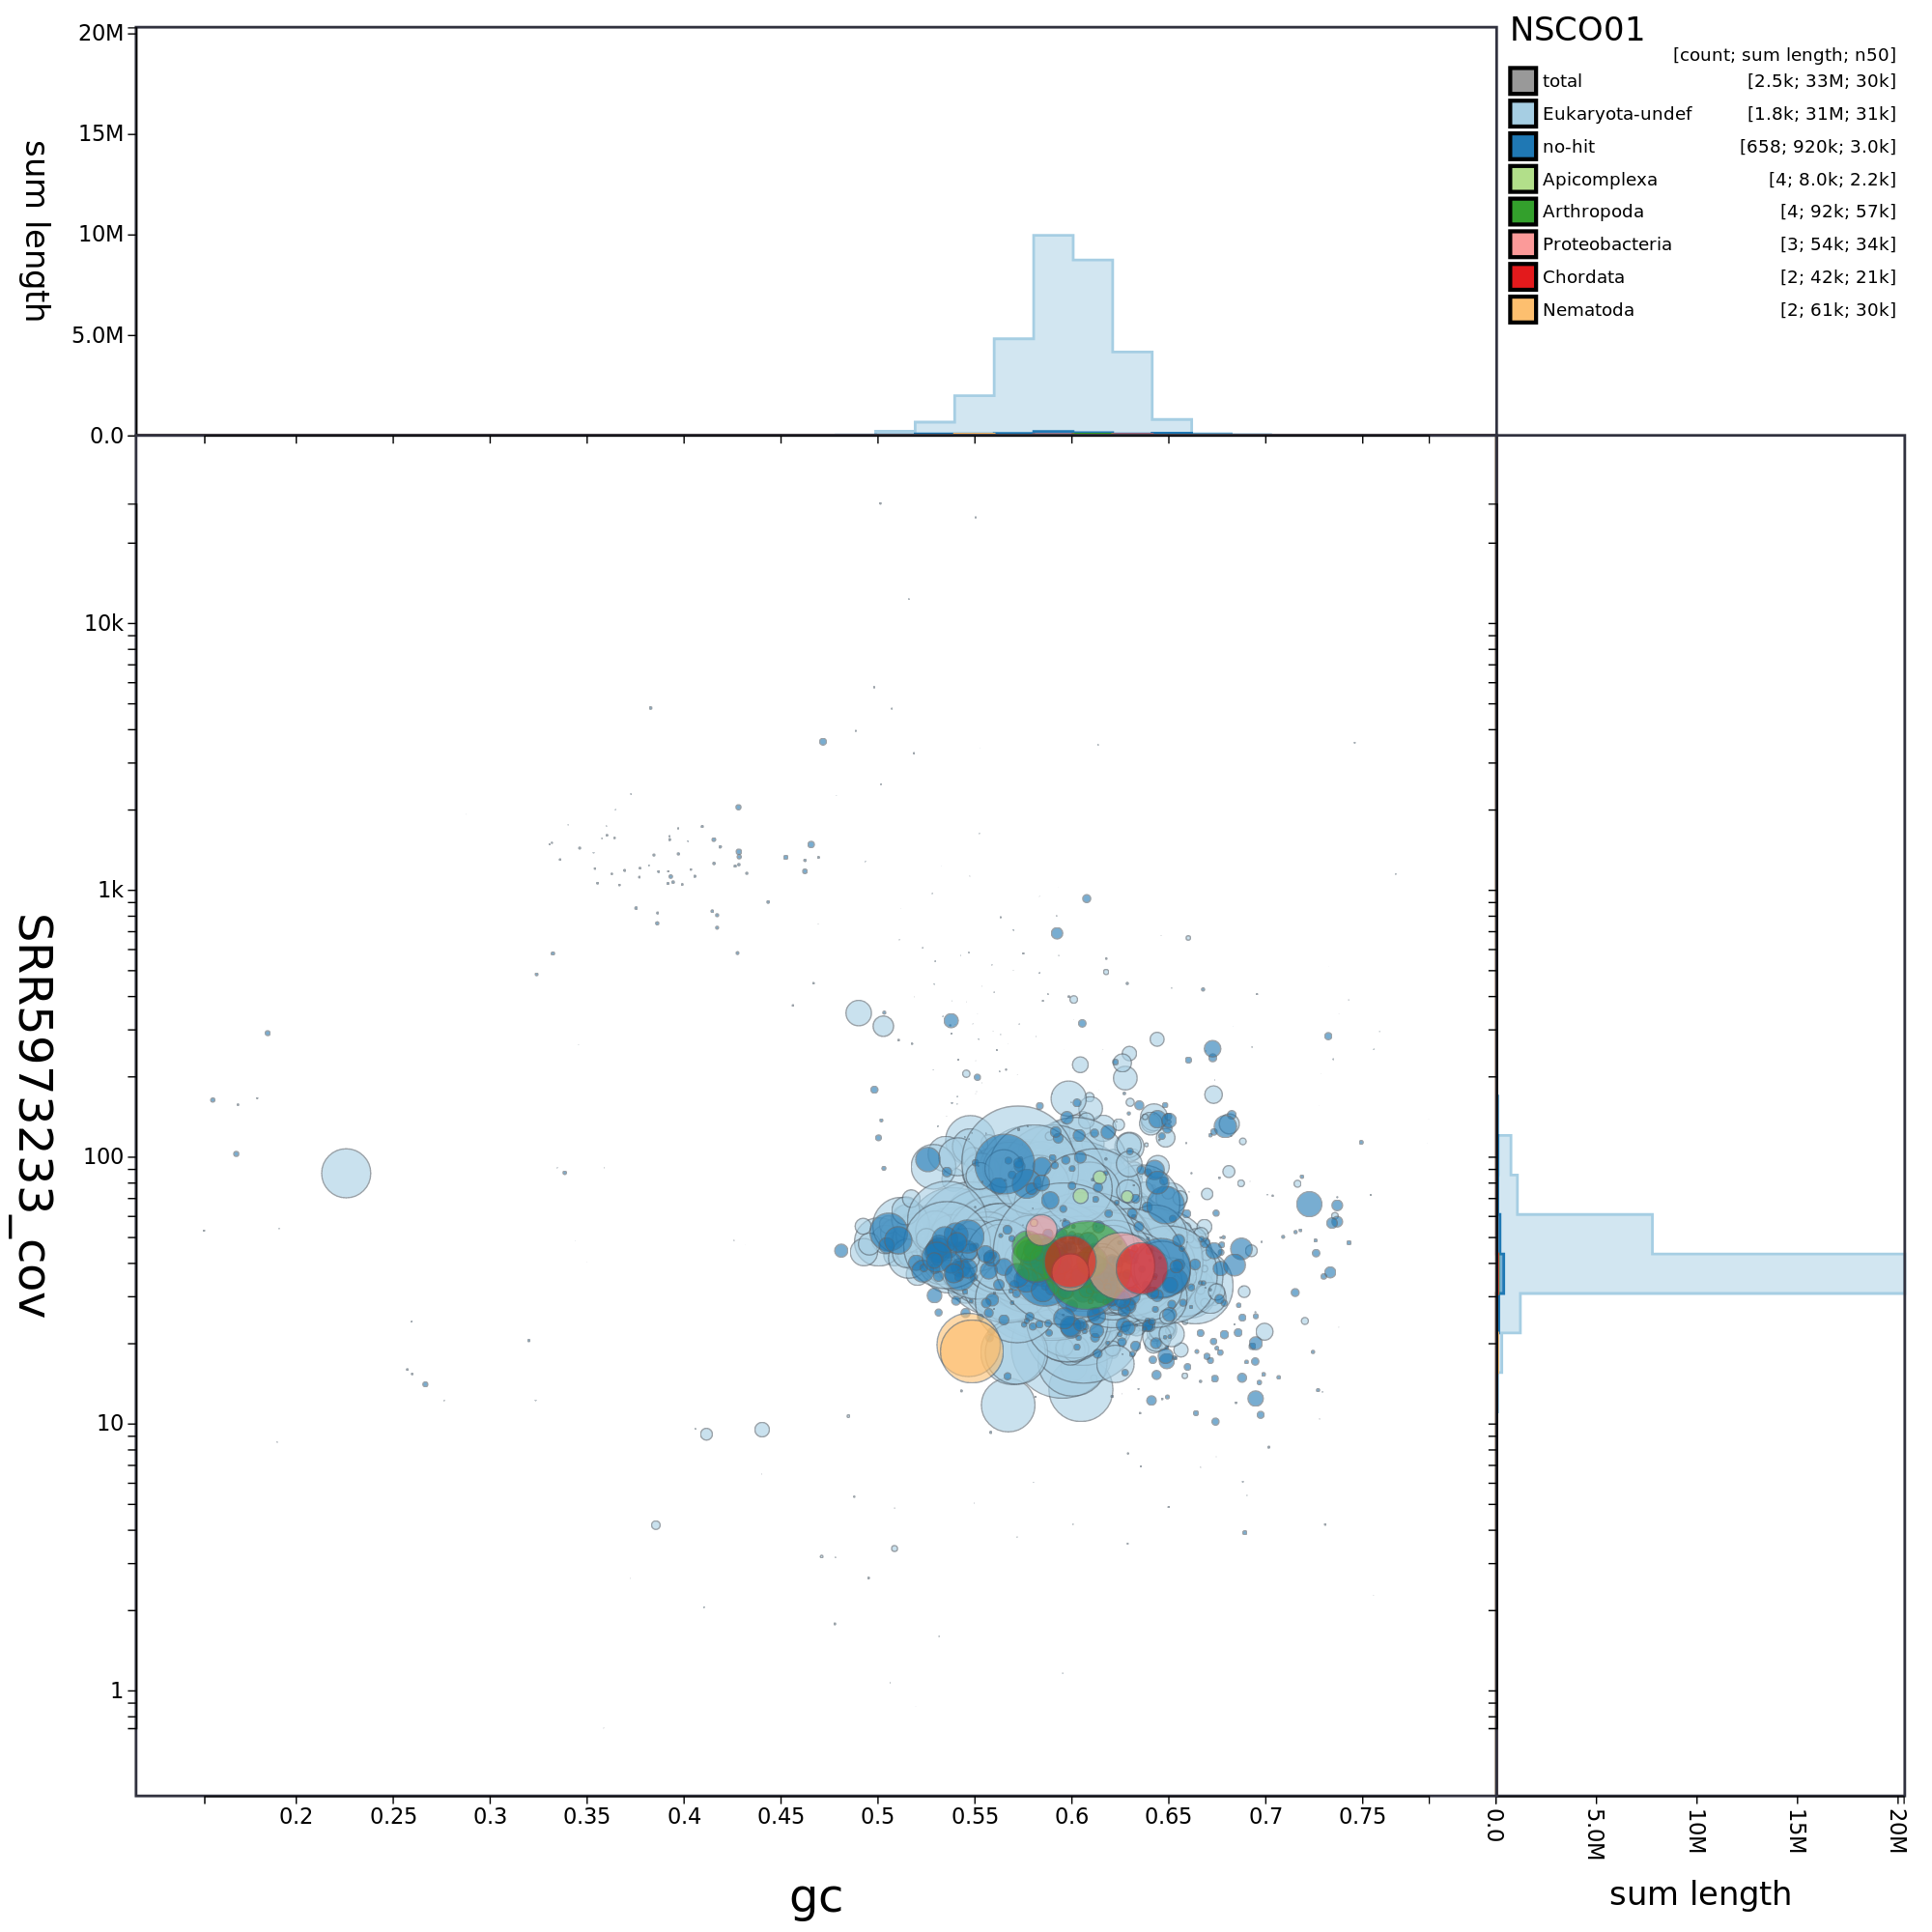 NSCO01
[count; sum length; n50]
total [2.5k; 33M; 30k]
Eukaryota-undef [1.8k; 31M; 31k]
no-hit [658; 920k; 3.0k]
Apicomplexa [4; 8.0k; 2.2k]
Arthropoda [4; 92k; 57k]
Proteobacteria [3; 54k; 34k]
Chordata [2; 42k; 21k]
Nematoda [2; 61k; 30k]
sum length
20M
15M
10M
5.0M
0.0
SRR5973233_cov
10k
1k
100
10
1
0.2 0.25 0.3 0.35 0.4 0.45 0.5 0.55 0.6 0.65 0.7 0.75
gc
0.0 5.0M 10M 15M 20M
sum length